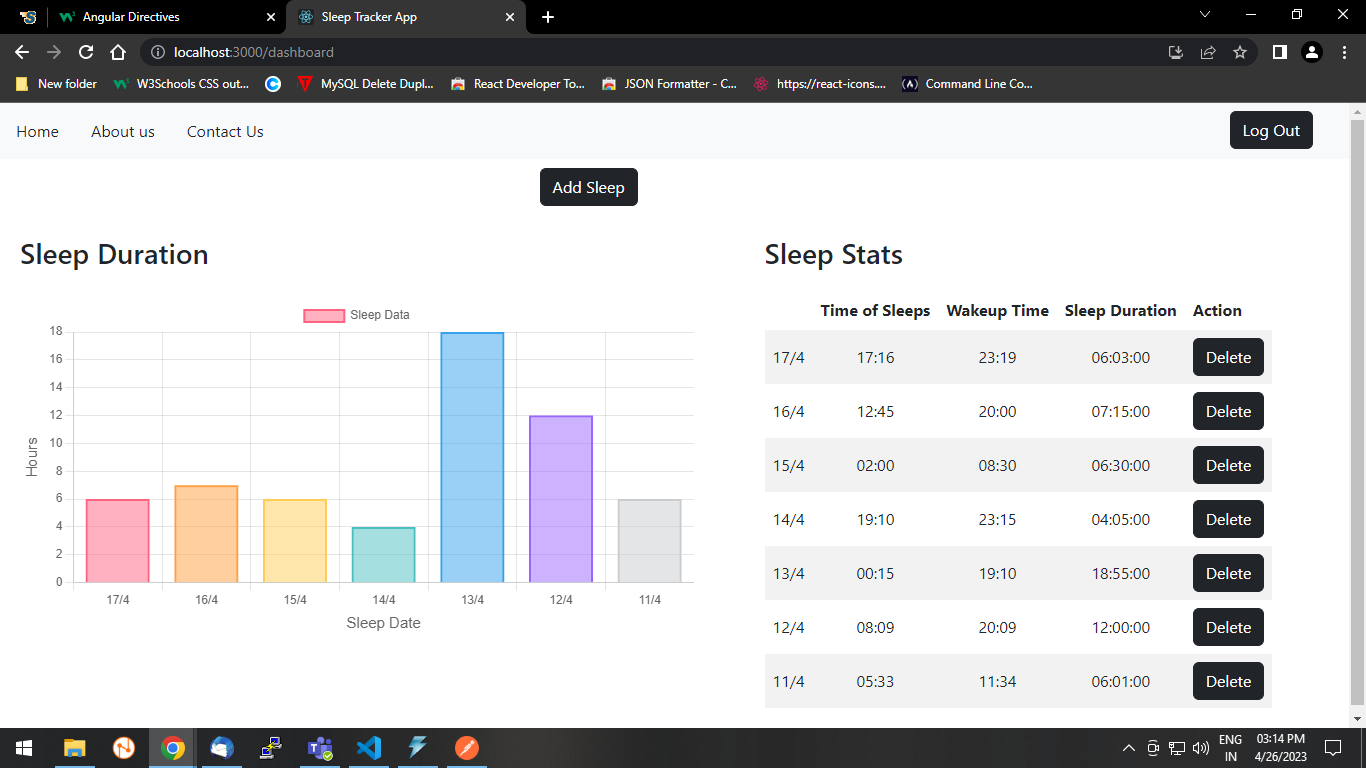 Angular Directives
Sleep Tracker App
localhost:3000/dashboard
New folder
W3Schools CSS out...
MySQL Delete Dupl...
React Developer To...
JSON Formatter - C...
https://react-icons....
Command Line Co...
Home About us Contact Us Log Out
Add Sleep
Sleep Duration
Sleep Data
18
16
14
12
10
8
6
4
2
0
Hours
17/4 16/4 15/4 14/4 13/4 12/4 11/4
Sleep Date
Sleep Stats
Time of Sleeps Wakeup Time Sleep Duration Action
17/4 17:16 23:19 06:03:00 Delete
16/4 12:45 20:00 07:15:00 Delete
15/4 02:00 08:30 06:30:00 Delete
14/4 19:10 23:15 04:05:00 Delete
13/4 00:15 19:10 18:55:00 Delete
12/4 08:09 20:09 12:00:00 Delete
11/4 05:33 11:34 06:01:00 Delete
ENG
IN
03:14 PM
4/26/2023